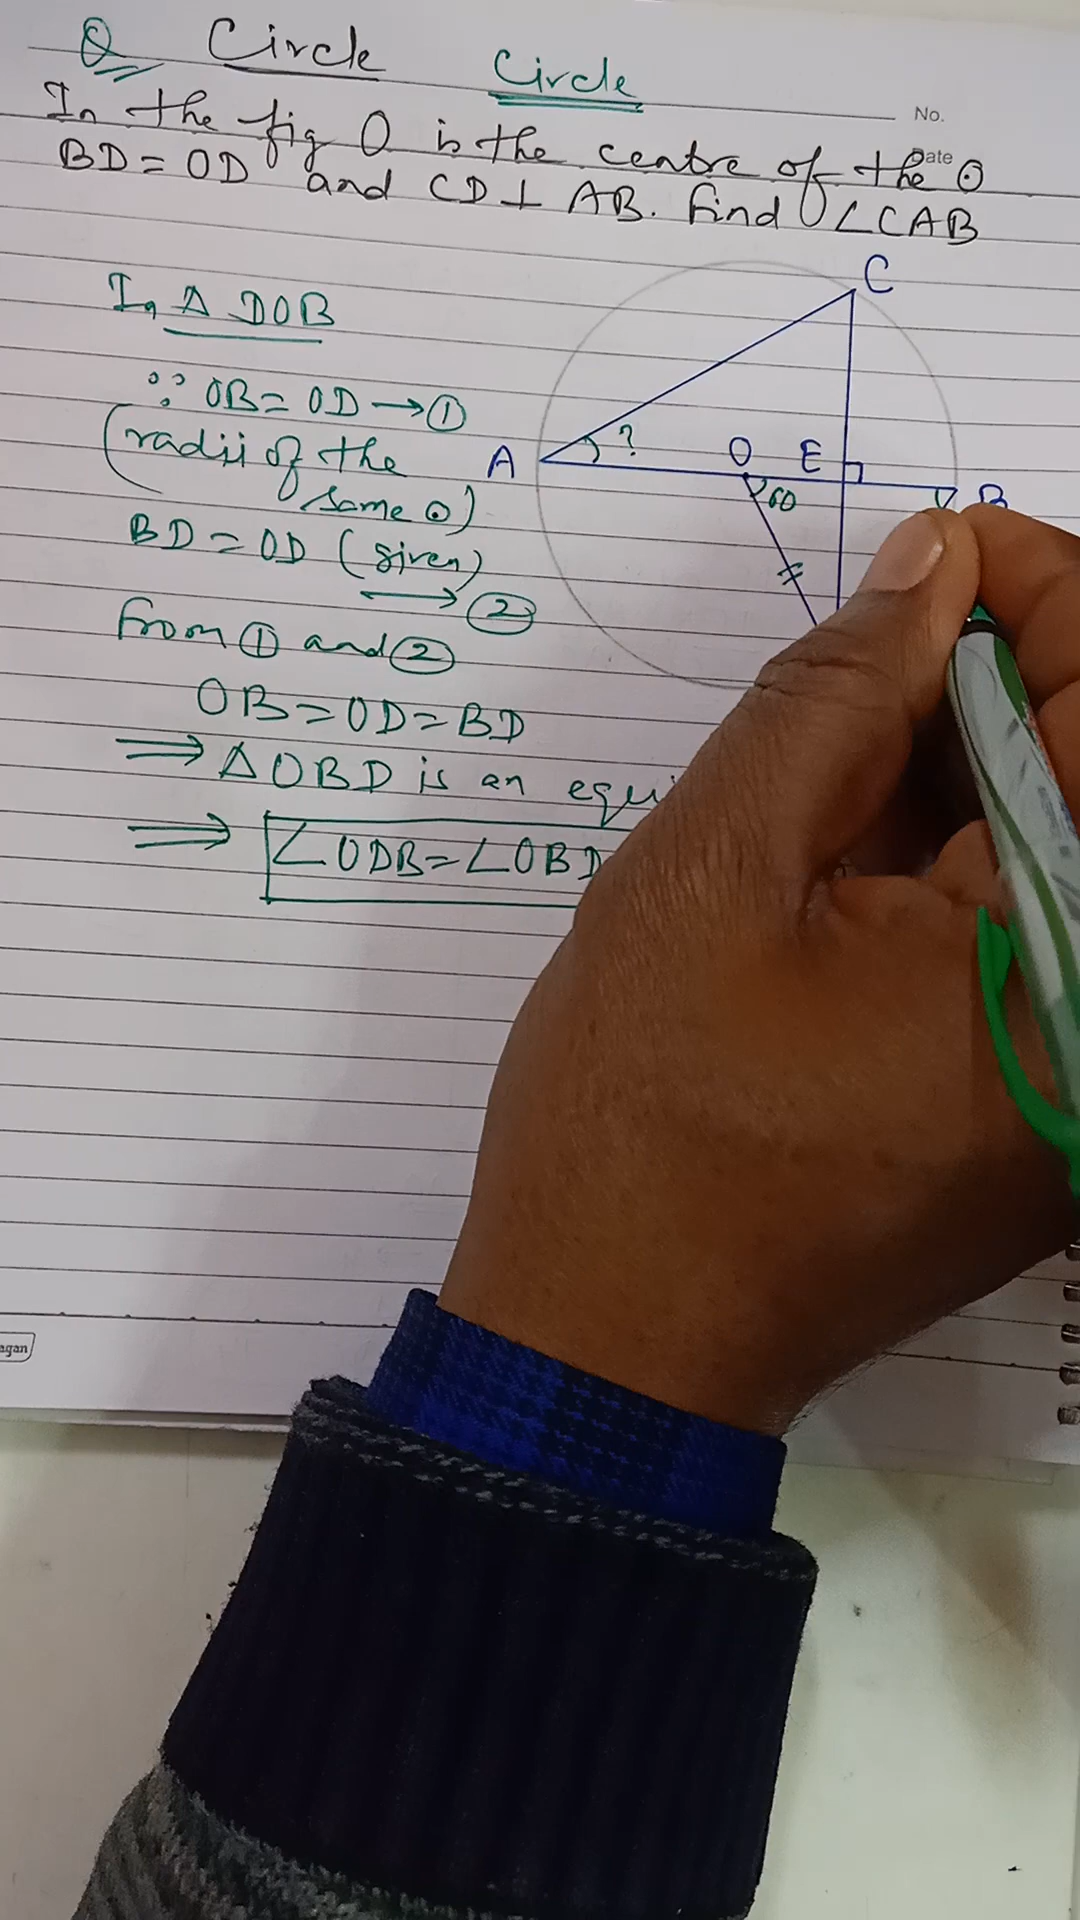 Q Circle Circle
No.
Date
In the fig O is the centre of the ⊙
BD = OD and CD ⊥ AB. Find ∠CAB
C
In Δ DOB
∵ OB = OD → ①
(radii of the
same ⊙)
A ? O E B
60
BD = OD (given)
→ ②
from ① and ②
OB = OD = BD
⇒ Δ OBD is an
⇒ ∠ODB = ∠OBD